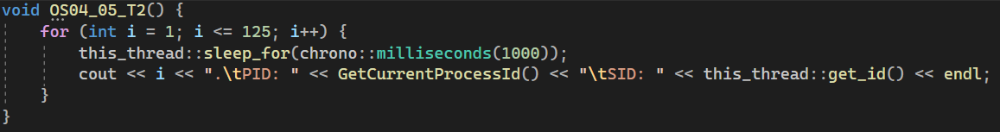 void OS04_05_T2() {
    for (int i = 1; i <= 125; i++) {
        this_thread::sleep_for(chrono::milliseconds(1000));
        cout << i << ".\tPID: " << GetCurrentProcessId() << "\tSID: " << this_thread::get_id() << endl;
    }
}